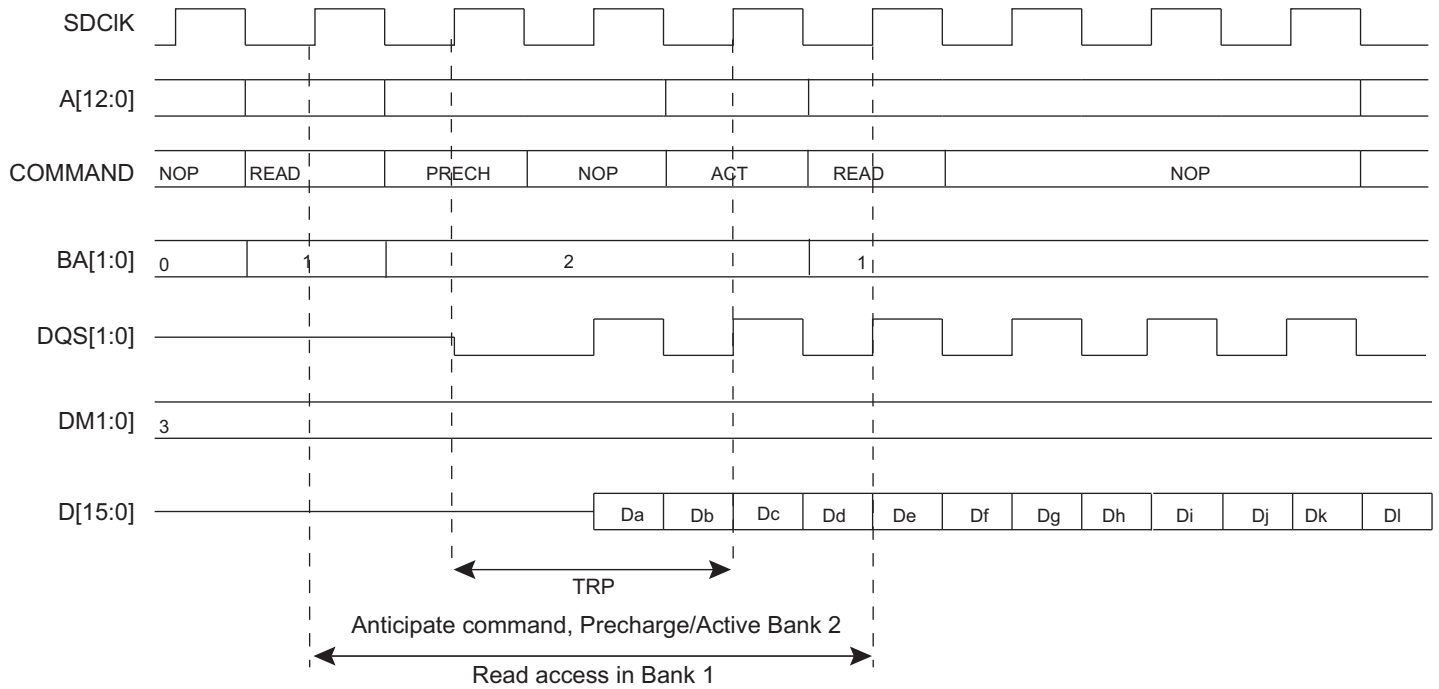 SDClK
A[12:0]
COMMAND NOP READ PRECH NOP ACT READ NOP
BA[1:0] 0 1 2 1
DQS[1:0]
DM1:0] 3
D[15:0] Da Db Dc Dd De Df Dg Dh Di Dj Dk Dl
TRP
Anticipate command, Precharge/Active Bank 2
Read access in Bank 1